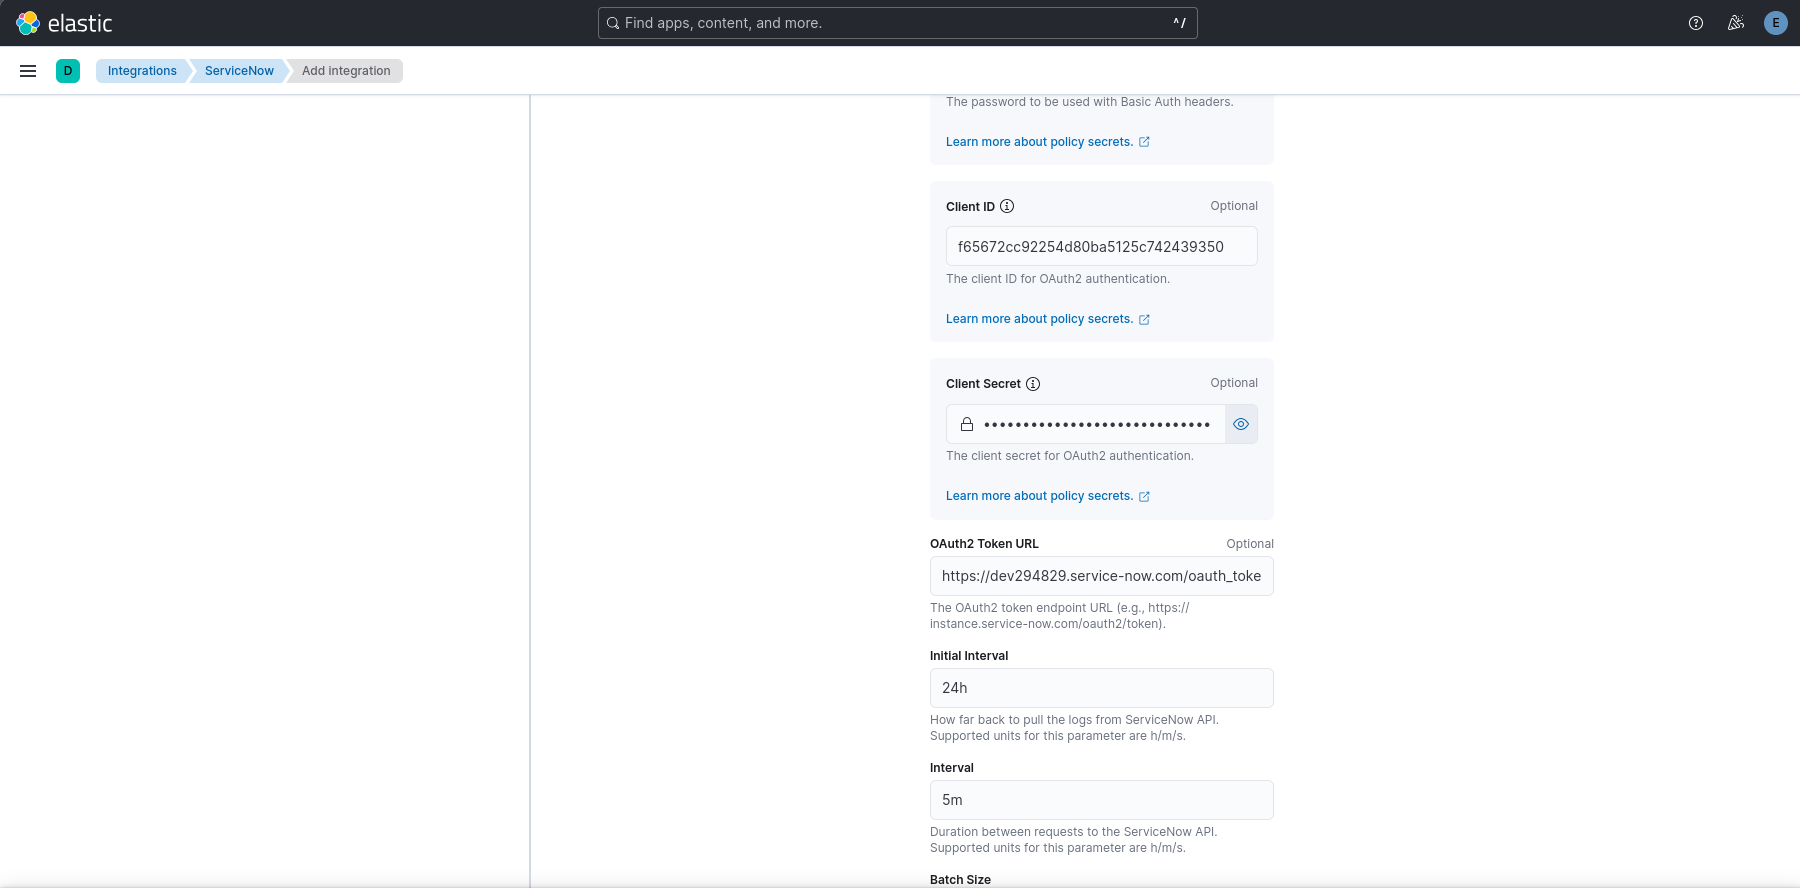 elastic
Find apps, content, and more.
^/
E
D
Integrations
ServiceNow
Add integration
The password to be used with Basic Auth headers.
Learn more about policy secrets.
Client ID
Optional
f65672cc92254d80ba5125c742439350
The client ID for OAuth2 authentication.
Learn more about policy secrets.
Client Secret
Optional
••••••••••••••••••••••••••••••
The client secret for OAuth2 authentication.
Learn more about policy secrets.
OAuth2 Token URL
Optional
https://dev294829.service-now.com/oauth_toke
The OAuth2 token endpoint URL (e.g., https://
instance.service-now.com/oauth2/token).
Initial Interval
24h
How far back to pull the logs from ServiceNow API.
Supported units for this parameter are h/m/s.
Interval
5m
Duration between requests to the ServiceNow API.
Supported units for this parameter are h/m/s.
Batch Size